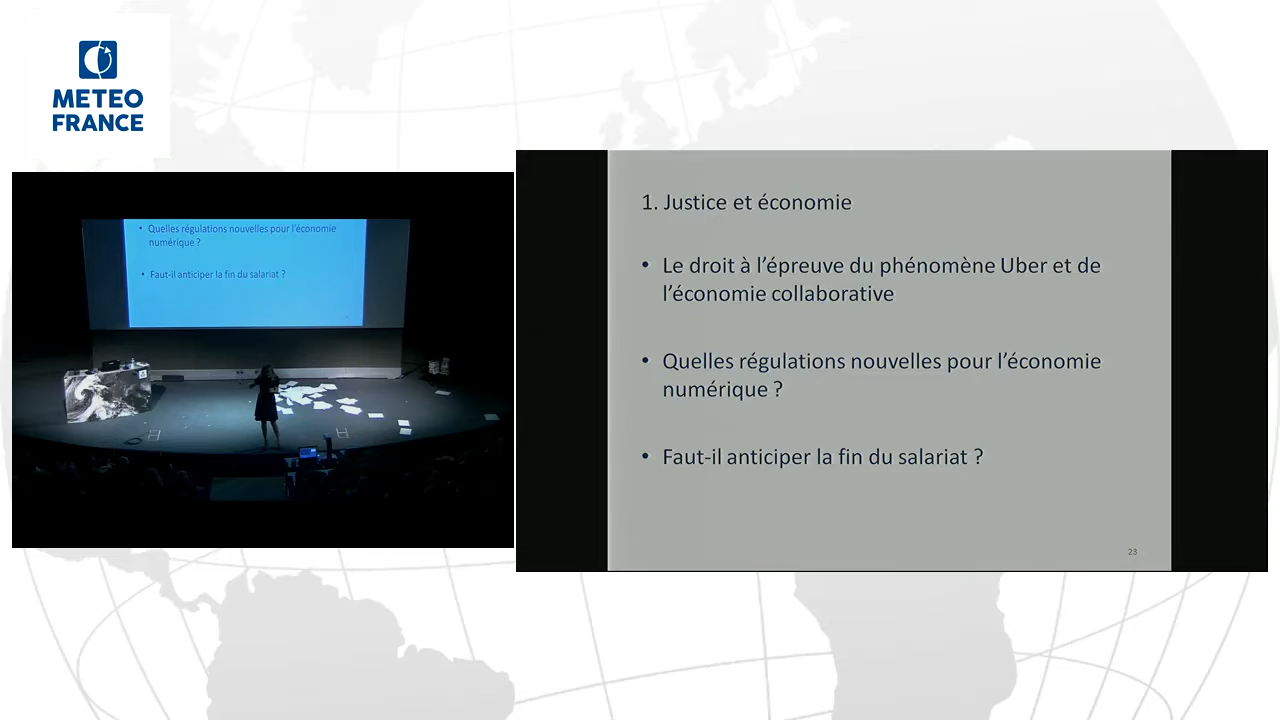 METEO
FRANCE
• Quelles régulations nouvelles pour l'économie
numérique ?
• Faut-il anticiper la fin du salariat ?
1. Justice et économie
• Le droit à l'épreuve du phénomène Uber et de
l'économie collaborative
• Quelles régulations nouvelles pour l'économie
numérique ?
• Faut-il anticiper la fin du salariat ?
23